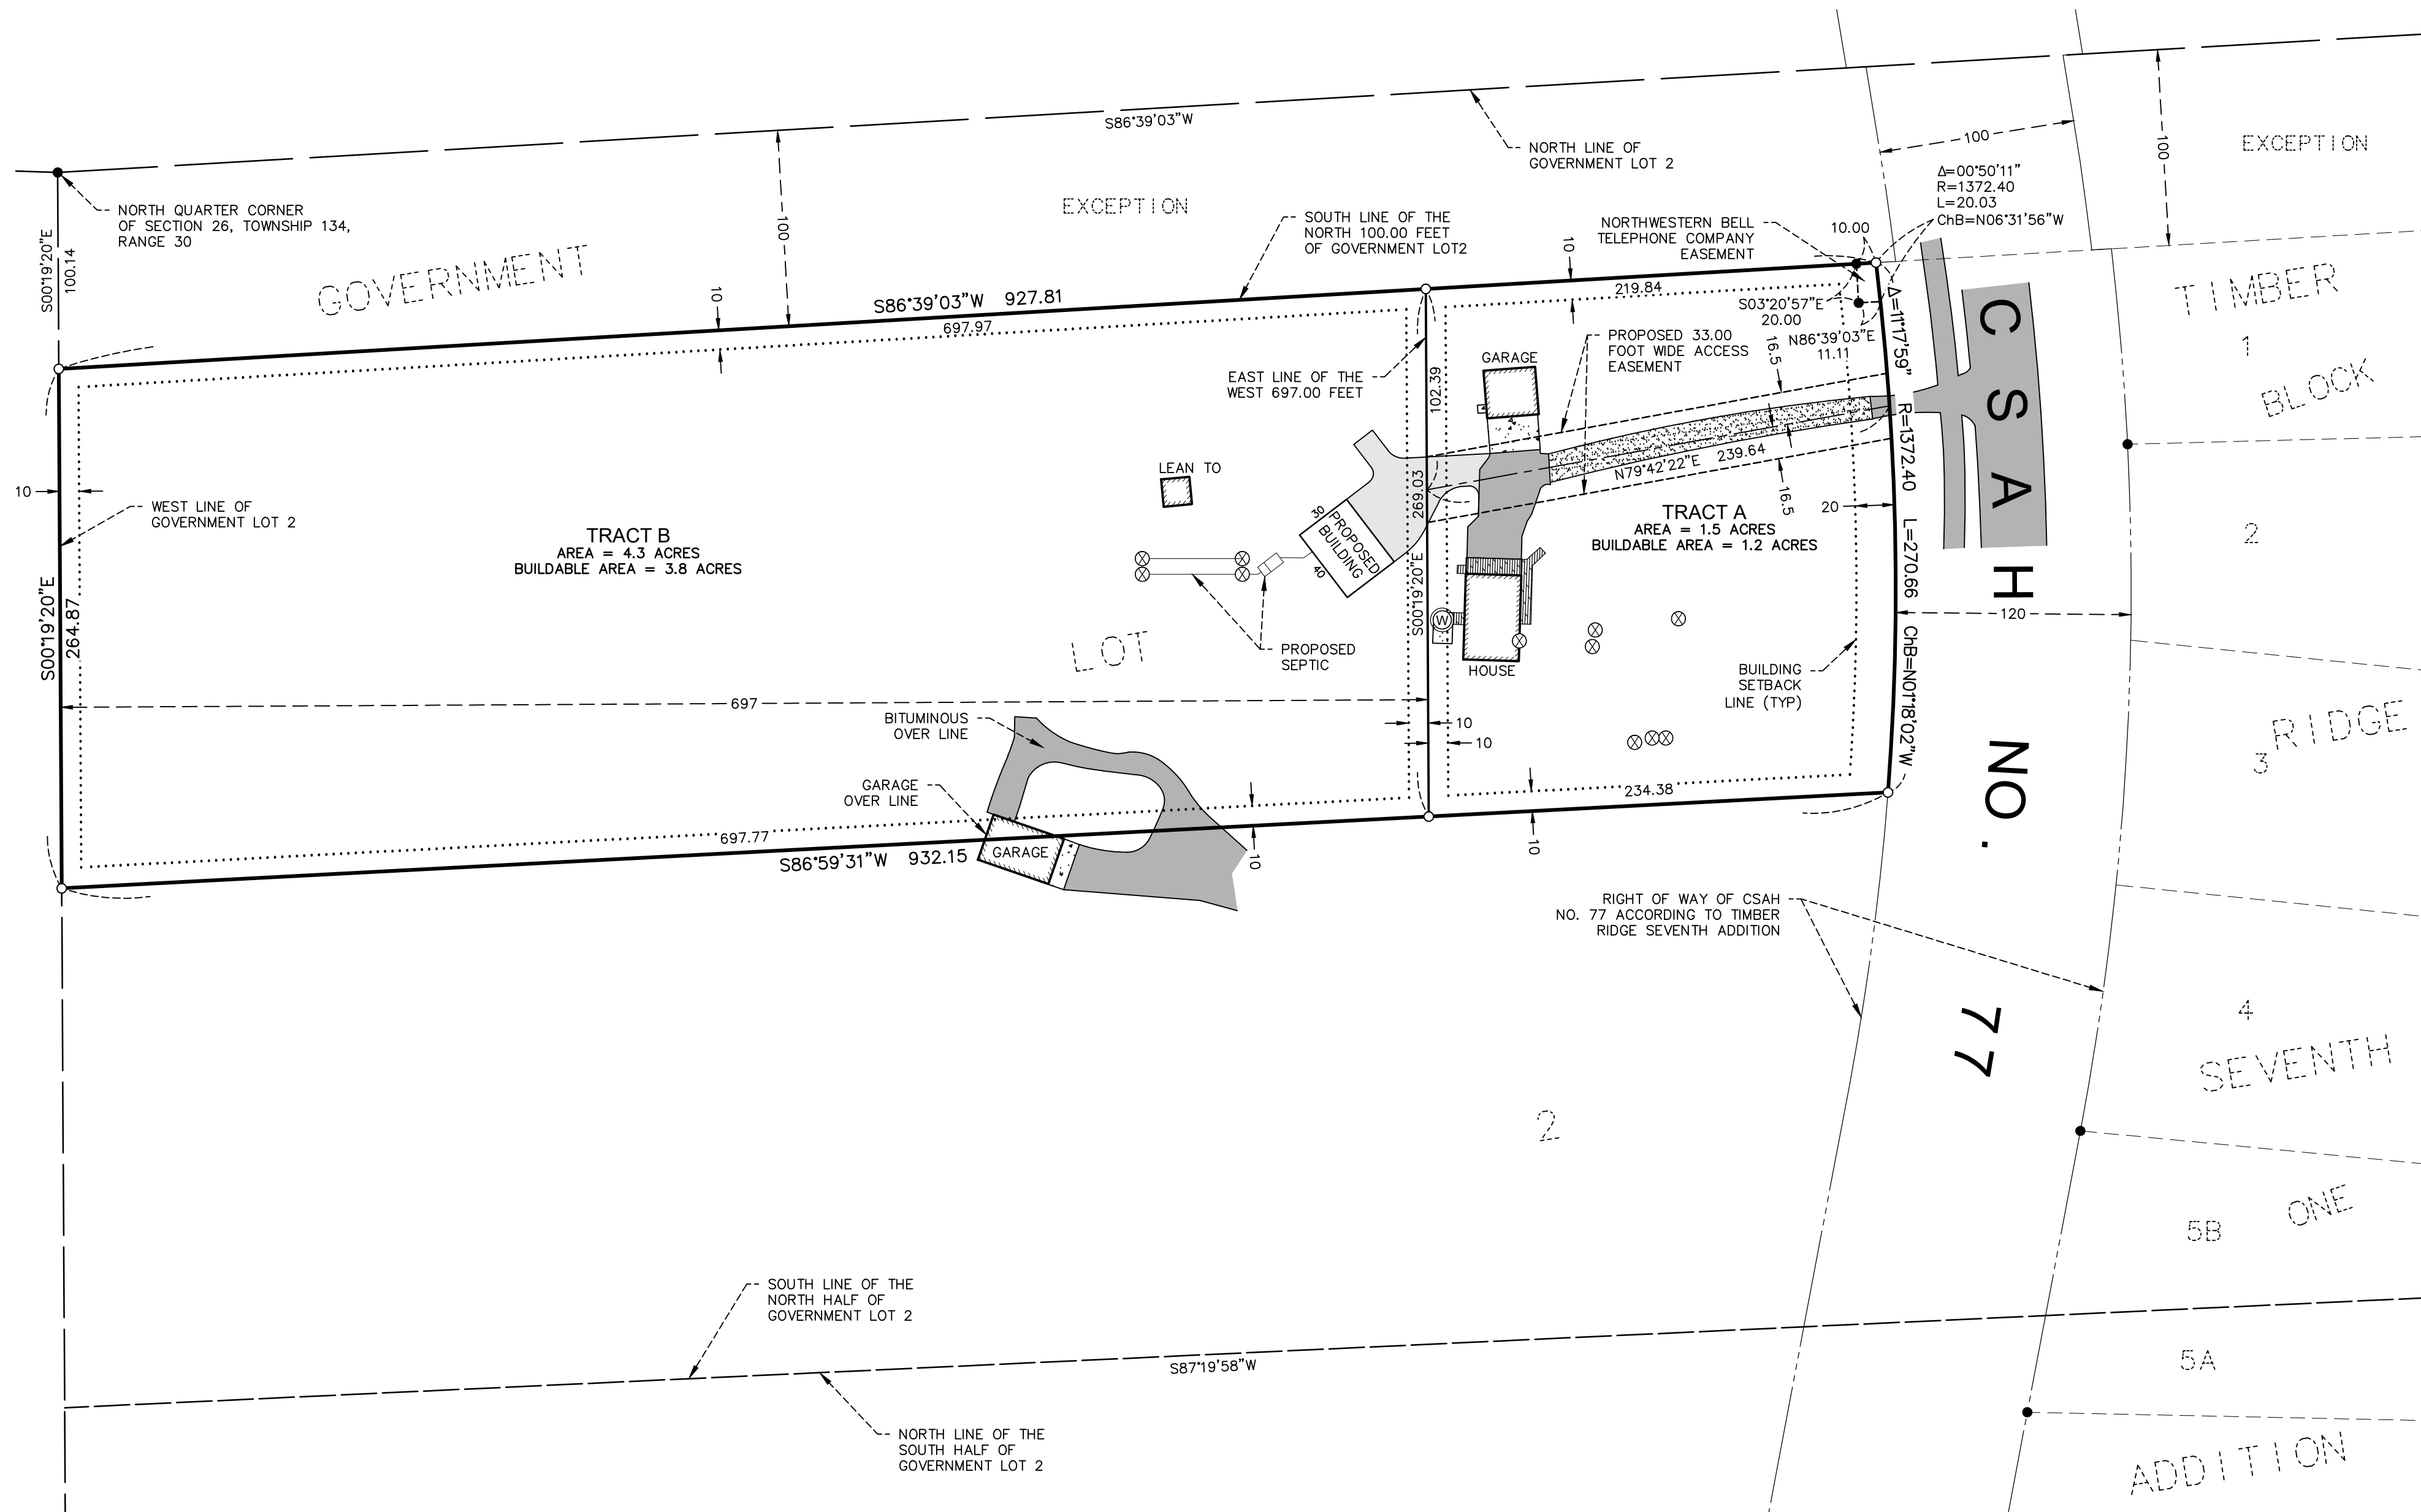 S86°39'03"W
NORTH LINE OF
GOVERNMENT LOT 2
100
100
EXCEPTION
Δ=00°50'11"
R=1372.40
L=20.03
ChB=N06°31'56"W
NORTH QUARTER CORNER
OF SECTION 26, TOWNSHIP 134,
RANGE 30
S00°19'20"E
100.14
GOVERNMENT
100
EXCEPTION
SOUTH LINE OF THE
NORTH 100.00 FEET
OF GOVERNMENT LOT2
NORTHWESTERN BELL
TELEPHONE COMPANY
EASEMENT
10.00
10
10
S86°39'03"W 927.81
697.97
219.84
S03°20'57"E
20.00
N86°39'03"E
11.11
PROPOSED 33.00
FOOT WIDE ACCESS
EASEMENT
16.5
GARAGE
EAST LINE OF THE
WEST 697.00 FEET
102.39
269.03
S00°19'20"E
N79°42'22"E 239.64
16.5
LEAN TO
10
WEST LINE OF
GOVERNMENT LOT 2
TRACT B
AREA = 4.3 ACRES
BUILDABLE AREA = 3.8 ACRES
30
PROPOSED
BUILDING
40
TRACT A
AREA = 1.5 ACRES
BUILDABLE AREA = 1.2 ACRES
20
Δ=11°17'59" R=1372.40 L=270.66 ChB=N01°18'02"W
S00°19'20"E
264.87
LOT
PROPOSED
SEPTIC
W
HOUSE
BUILDING
SETBACK
LINE (TYP)
120
697
10
10
BITUMINOUS
OVER LINE
GARAGE
OVER LINE
GARAGE
697.77
S86°59'31"W 932.15
10
234.38
10
CSAH NO. 77
TIMBER
1
BLOCK
2
RIDGE
3
RIGHT OF WAY OF CSAH
NO. 77 ACCORDING TO TIMBER
RIDGE SEVENTH ADDITION
4
SEVENTH
2
ONE
5B
SOUTH LINE OF THE
NORTH HALF OF
GOVERNMENT LOT 2
S87°19'58"W
5A
NORTH LINE OF THE
SOUTH HALF OF
GOVERNMENT LOT 2
ADDITION